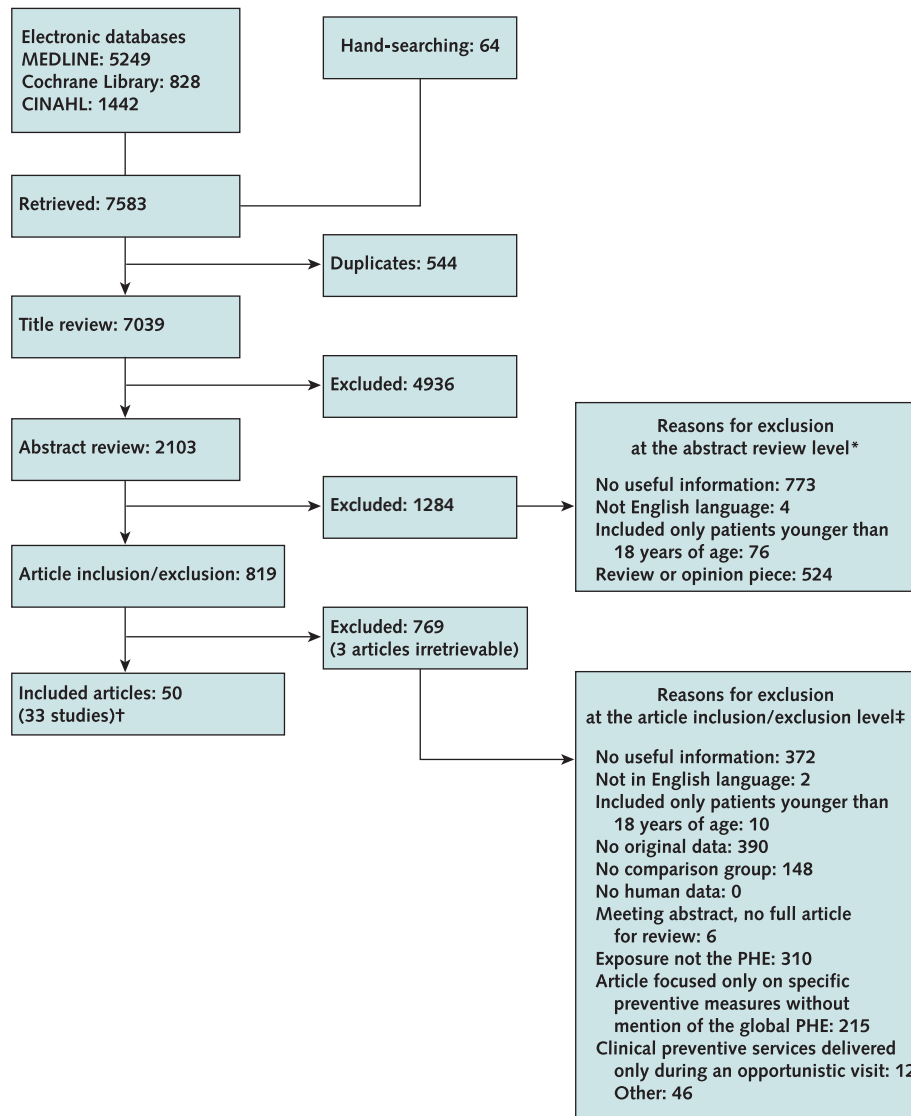 Electronic databases
MEDLINE: 5249
Cochrane Library: 828
CINAHL: 1442
Hand-searching: 64
Retrieved: 7583
Duplicates: 544
Title review: 7039
Excluded: 4936
Abstract review: 2103
Excluded: 1284
Reasons for exclusion
at the abstract review level*
No useful information: 773
Not English language: 4
Included only patients younger than
18 years of age: 76
Review or opinion piece: 524
Article inclusion/exclusion: 819
Excluded: 769
(3 articles irretrievable)
Included articles: 50
(33 studies)†
Reasons for exclusion
at the article inclusion/exclusion level‡
No useful information: 372
Not in English language: 2
Included only patients younger than
18 years of age: 10
No original data: 390
No comparison group: 148
No human data: 0
Meeting abstract, no full article
for review: 6
Exposure not the PHE: 310
Article focused only on specific
preventive measures without
mention of the global PHE: 215
Clinical preventive services delivered
only during an opportunistic visit: 12
Other: 46